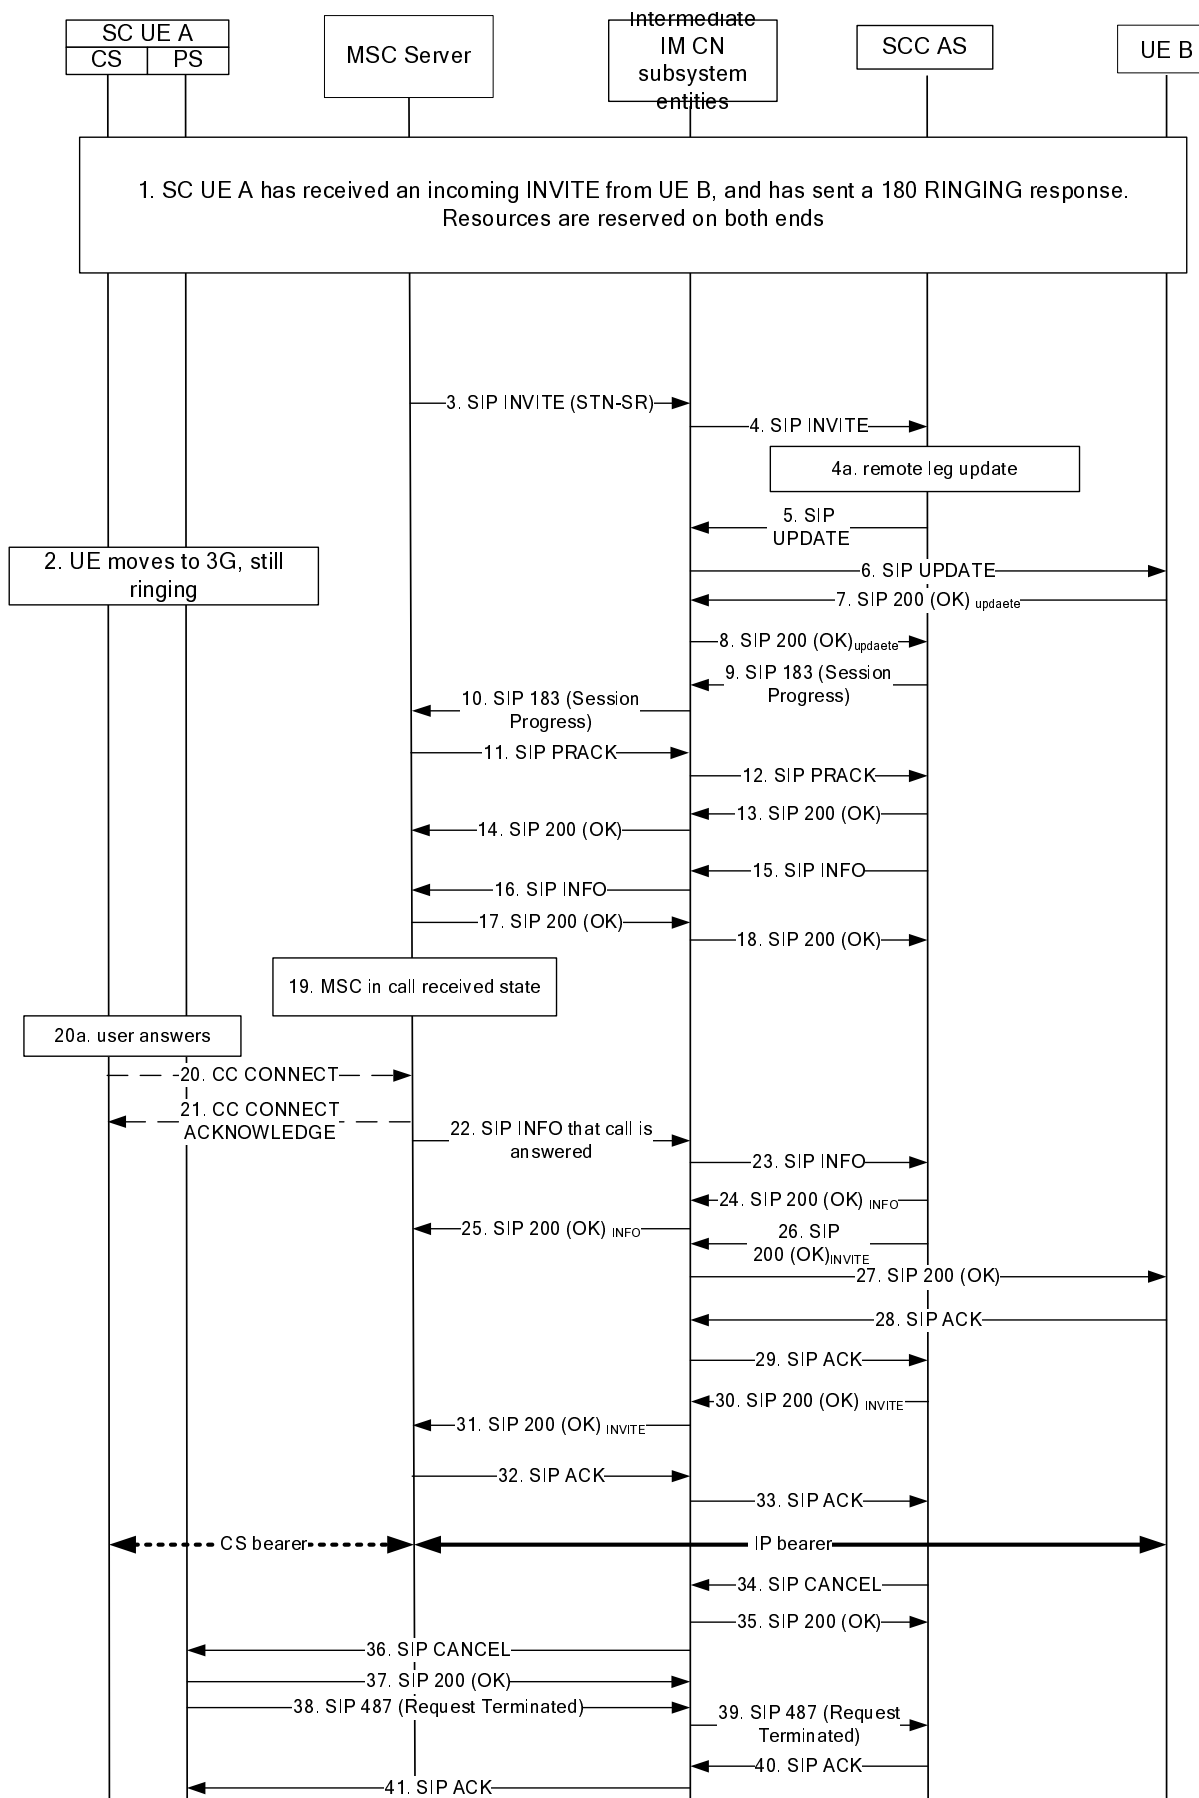 SC UE A
CS
PS
MSC Server
Intermediate
IM CN
subsystem
entities
SCC AS
UE B
1. SC UE A has received an incoming INVITE from UE B, and has sent a 180 RINGING response.
Resources are reserved on both ends
3. SIP INVITE (STN-SR)
4. SIP INVITE
4a. remote leg update
5. SIP
UPDATE
2. UE moves to 3G, still
ringing
6. SIP UPDATE
7. SIP 200 (OK) updaete
8. SIP 200 (OK)updaete
9. SIP 183 (Session
Progress)
10. SIP 183 (Session
Progress)
11. SIP PRACK
12. SIP PRACK
13. SIP 200 (OK)
14. SIP 200 (OK)
15. SIP INFO
16. SIP INFO
17. SIP 200 (OK)
18. SIP 200 (OK)
19. MSC in call received state
20a. user answers
20. CC CONNECT
21. CC CONNECT
ACKNOWLEDGE
22. SIP INFO that call is
answered
23. SIP INFO
24. SIP 200 (OK) INFO
25. SIP 200 (OK) INFO
26. SIP
200 (OK)INVITE
27. SIP 200 (OK)
28. SIP ACK
29. SIP ACK
30. SIP 200 (OK) INVITE
31. SIP 200 (OK) INVITE
32. SIP ACK
33. SIP ACK
CS bearer
IP bearer
34. SIP CANCEL
35. SIP 200 (OK)
36. SIP CANCEL
37. SIP 200 (OK)
38. SIP 487 (Request Terminated)
39. SIP 487 (Request
Terminated)
40. SIP ACK
41. SIP ACK